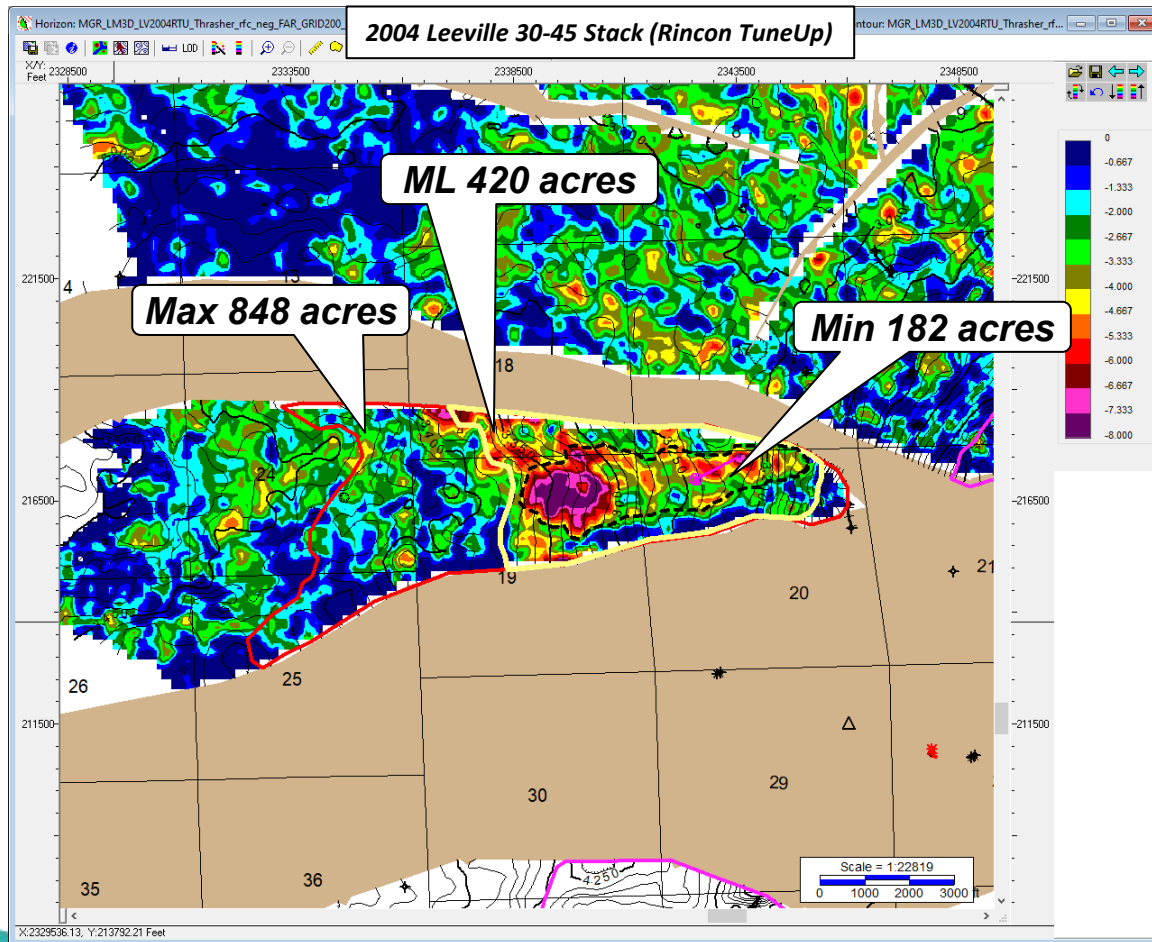 Horizon: MGR_LM3D_LV2004RTU_Thrasher_rfc_neg_FAR_GRID200_
ontour: MGR_LM3D_LV2004RTU_Thrasher_rf...
2004 Leeville 30-45 Stack (Rincon TuneUp)
LOD
X/Y:
Feet
2328500 2333500 2338500 2343500 2348500
0
-0.667
-1.333
-2.000
-2.667
-3.333
-4.000
-4.667
-5.333
-6.000
-6.667
-7.333
-8.000
7 8 9
ML 420 acres
221500 221500
4 13
Max 848 acres
Min 182 acres
18
24
216500 216500
19 20 21
26 25
211500 211500
30 29
35 36
4250
Scale = 1:22819
0 1000 2000 3000 ft
X:2329536.13, Y:213792.21 Feet